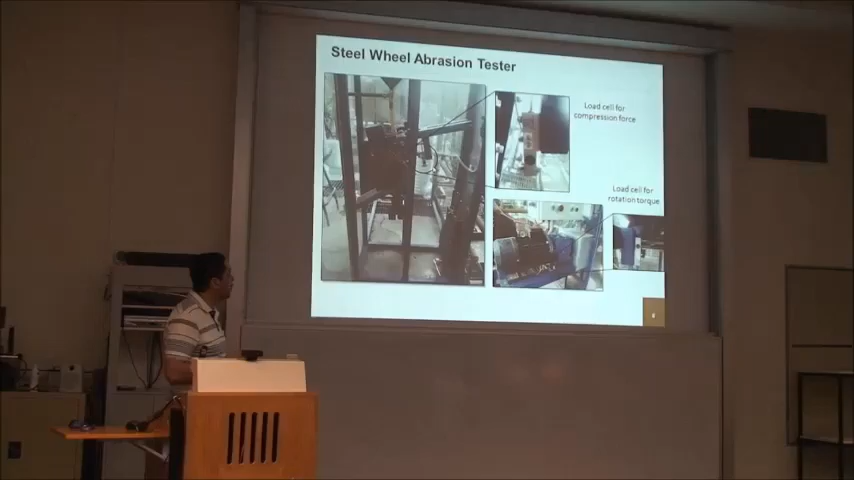 Steel Wheel Abrasion Tester
Load cell for
compression force
Load cell for
rotation torque